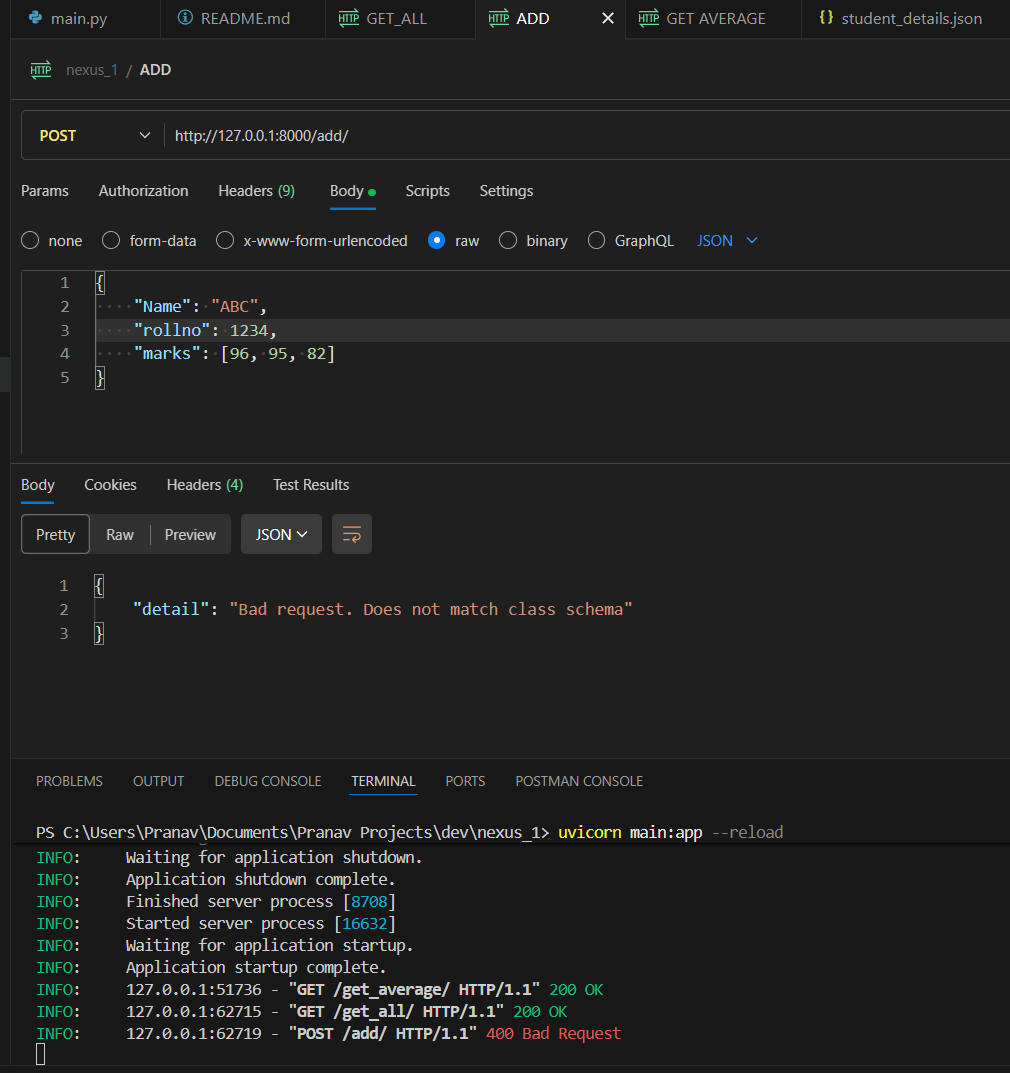 main.py README.md HTTP GET_ALL HTTP ADD HTTP GET AVERAGE {} student_details.json
HTTP nexus_1 / ADD
POST http://127.0.0.1:8000/add/
Params Authorization Headers (9) Body Scripts Settings
none form-data x-www-form-urlencoded raw binary GraphQL JSON
1 {
2 ····"Name":·"ABC",
3 ····"rollno":·1234,
4 ····"marks":·[96,·95,·82]
5 }
Body Cookies Headers (4) Test Results
Pretty Raw Preview JSON
1 {
2 "detail": "Bad request. Does not match class schema"
3 }
PROBLEMS OUTPUT DEBUG CONSOLE TERMINAL PORTS POSTMAN CONSOLE
PS C:\Users\Pranav\Documents\Pranav Projects\dev\nexus_1> uvicorn main:app --reload
INFO: Waiting for application shutdown.
INFO: Application shutdown complete.
INFO: Finished server process [8708]
INFO: Started server process [16632]
INFO: Waiting for application startup.
INFO: Application startup complete.
INFO: 127.0.0.1:51736 - "GET /get_average/ HTTP/1.1" 200 OK
INFO: 127.0.0.1:62715 - "GET /get_all/ HTTP/1.1" 200 OK
INFO: 127.0.0.1:62719 - "POST /add/ HTTP/1.1" 400 Bad Request